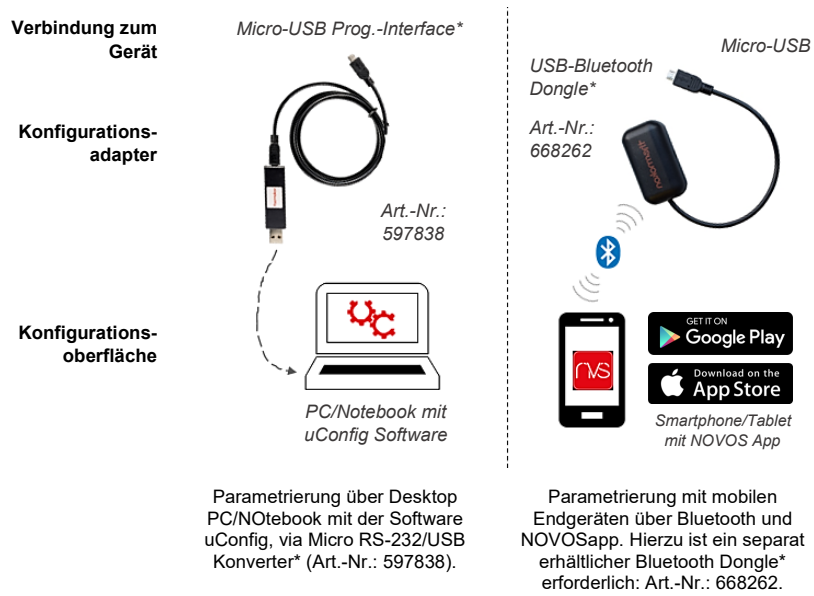 Verbindung zum
Gerät
Micro-USB Prog.-Interface*
Konfigurations-
adapter
Art.-Nr.:
597838
Konfigurations-
oberfläche
UC
PC/Notebook mit
uConfig Software
Parametrierung über Desktop
PC/NOtebook mit der Software
uConfig, via Micro RS-232/USB
Konverter* (Art.-Nr.: 597838).
Micro-USB
USB-Bluetooth
Dongle*
Art.-Nr.:
668262
thermokon
nvs
GET IT ON
Google Play
Download on the
App Store
Smartphone/Tablet
mit NOVOS App
Parametrierung mit mobilen
Endgeräten über Bluetooth und
NOVOSapp. Hierzu ist ein separat
erhältlicher Bluetooth Dongle*
erforderlich: Art.-Nr.: 668262.